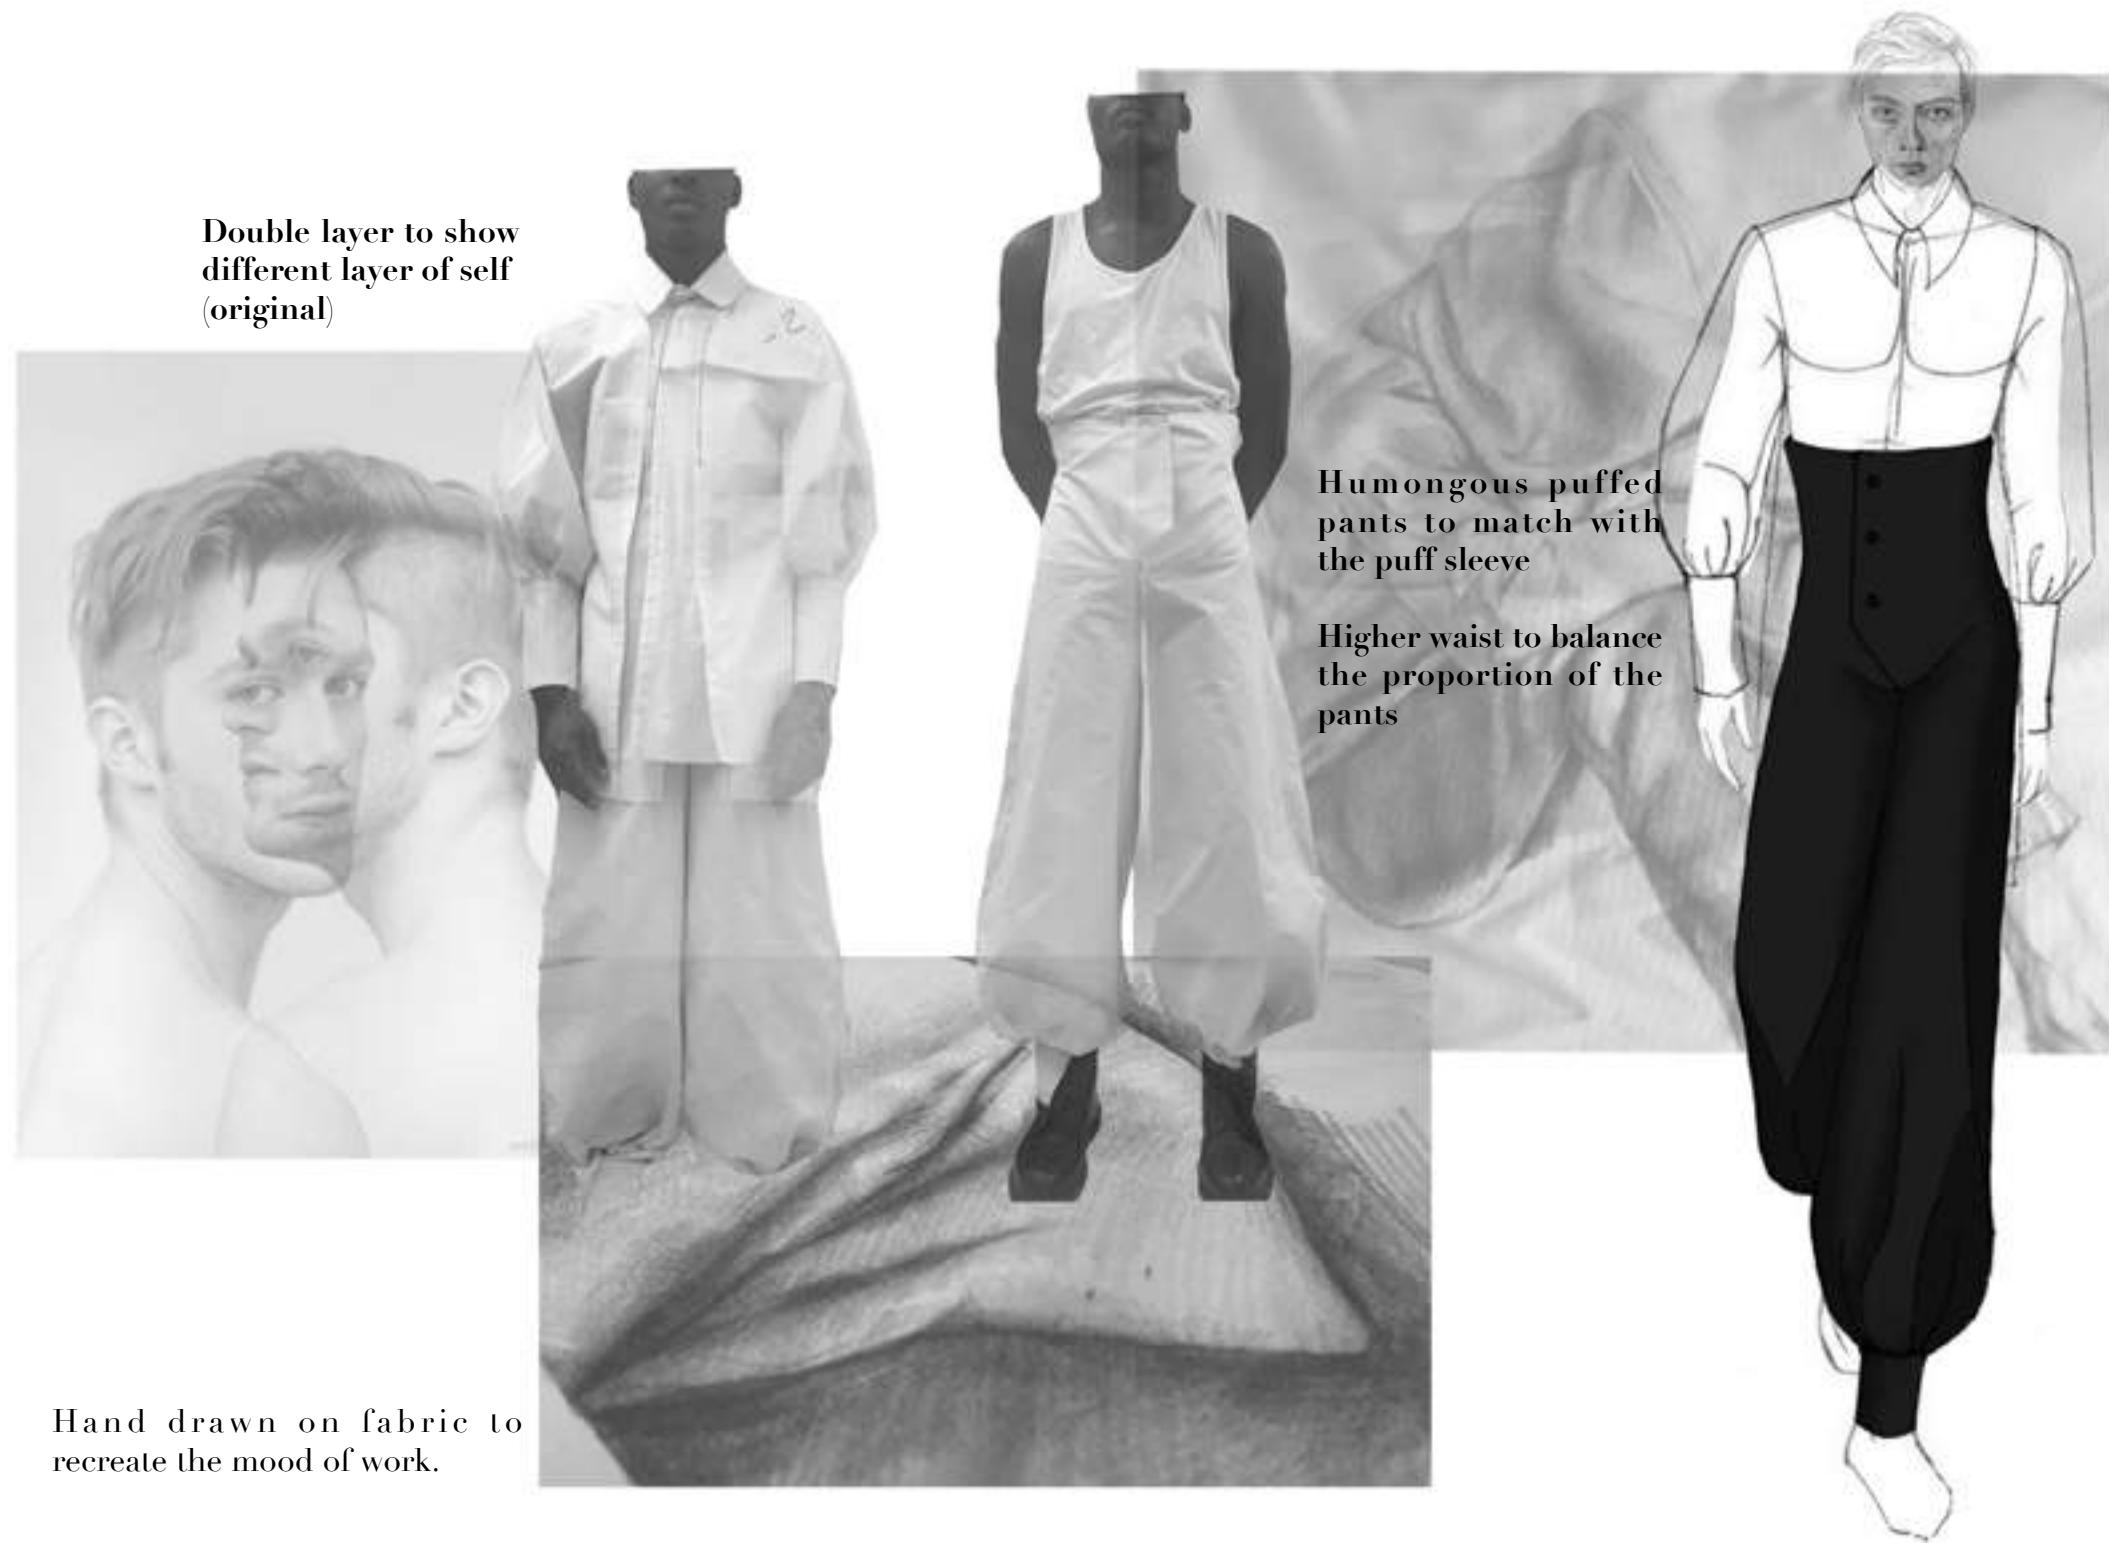 Double layer to show
different layer of self
(original)
Humongous puffed
pants to match with
the puff sleeve
Higher waist to balance
the proportion of the
pants
Hand drawn on fabric to
recreate the mood of work.